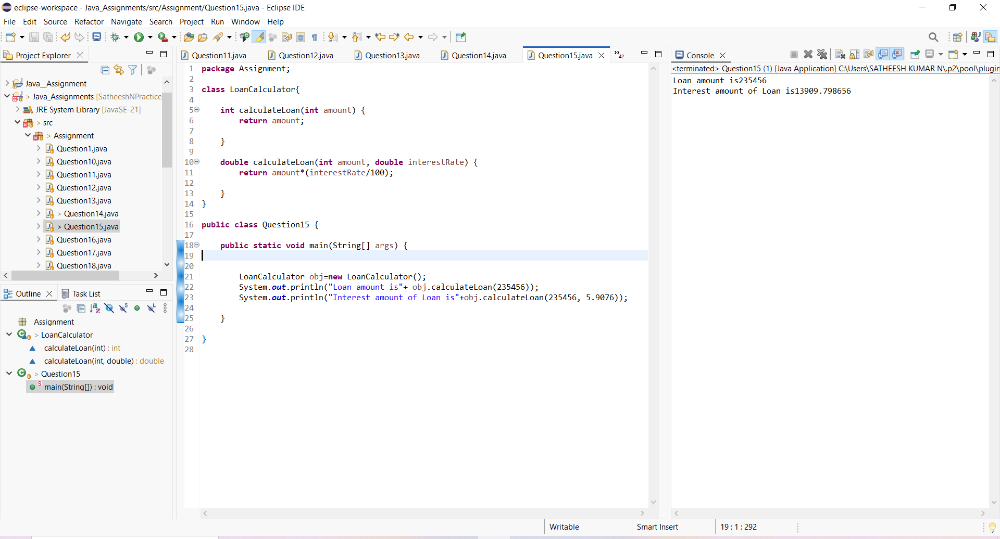 eclipse-workspace - Java_Assignments/src/Assignment/Question15.java - Eclipse IDE
File Edit Source Refactor Navigate Search Project Run Window Help
Project Explorer
Java__Assignment
> Java_Assignments [SatheeshNPractice
JRE System Library [JavaSE-21]
> src
> Assignment
Question1.java
Question10.java
Question11.java
Question12.java
Question13.java
> Question14.java
> Question15.java
Question16.java
Question17.java
Question18.java
Outline Task List
Assignment
> LoanCalculator
calculateLoan(int) : int
calculateLoan(int, double) : double
> Question15
main(String[]) : void
Question11.java Question12.java Question13.java Question14.java Question15.java »42
1 package Assignment;
2
3 class LoanCalculator{
4
5     int calculateLoan(int amount) {
6         return amount;
7
8     }
9
10     double calculateLoan(int amount, double interestRate) {
11         return amount*(interestRate/100);
12
13     }
14 }
15
16 public class Question15 {
17
18     public static void main(String[] args) {
19
20
21         LoanCalculator obj=new LoanCalculator();
22         System.out.println("Loan amount is"+ obj.calculateLoan(235456));
23         System.out.println("Interest amount of Loan is"+obj.calculateLoan(235456, 5.9076));
24
25     }
26
27 }
28
Console
<terminated> Question15 (1) [Java Application] C:\Users\SATHEESH KUMAR N\.p2\pool\plugin
Loan amount is235456
Interest amount of Loan is13909.798656
Writable Smart Insert 19 : 1 : 292